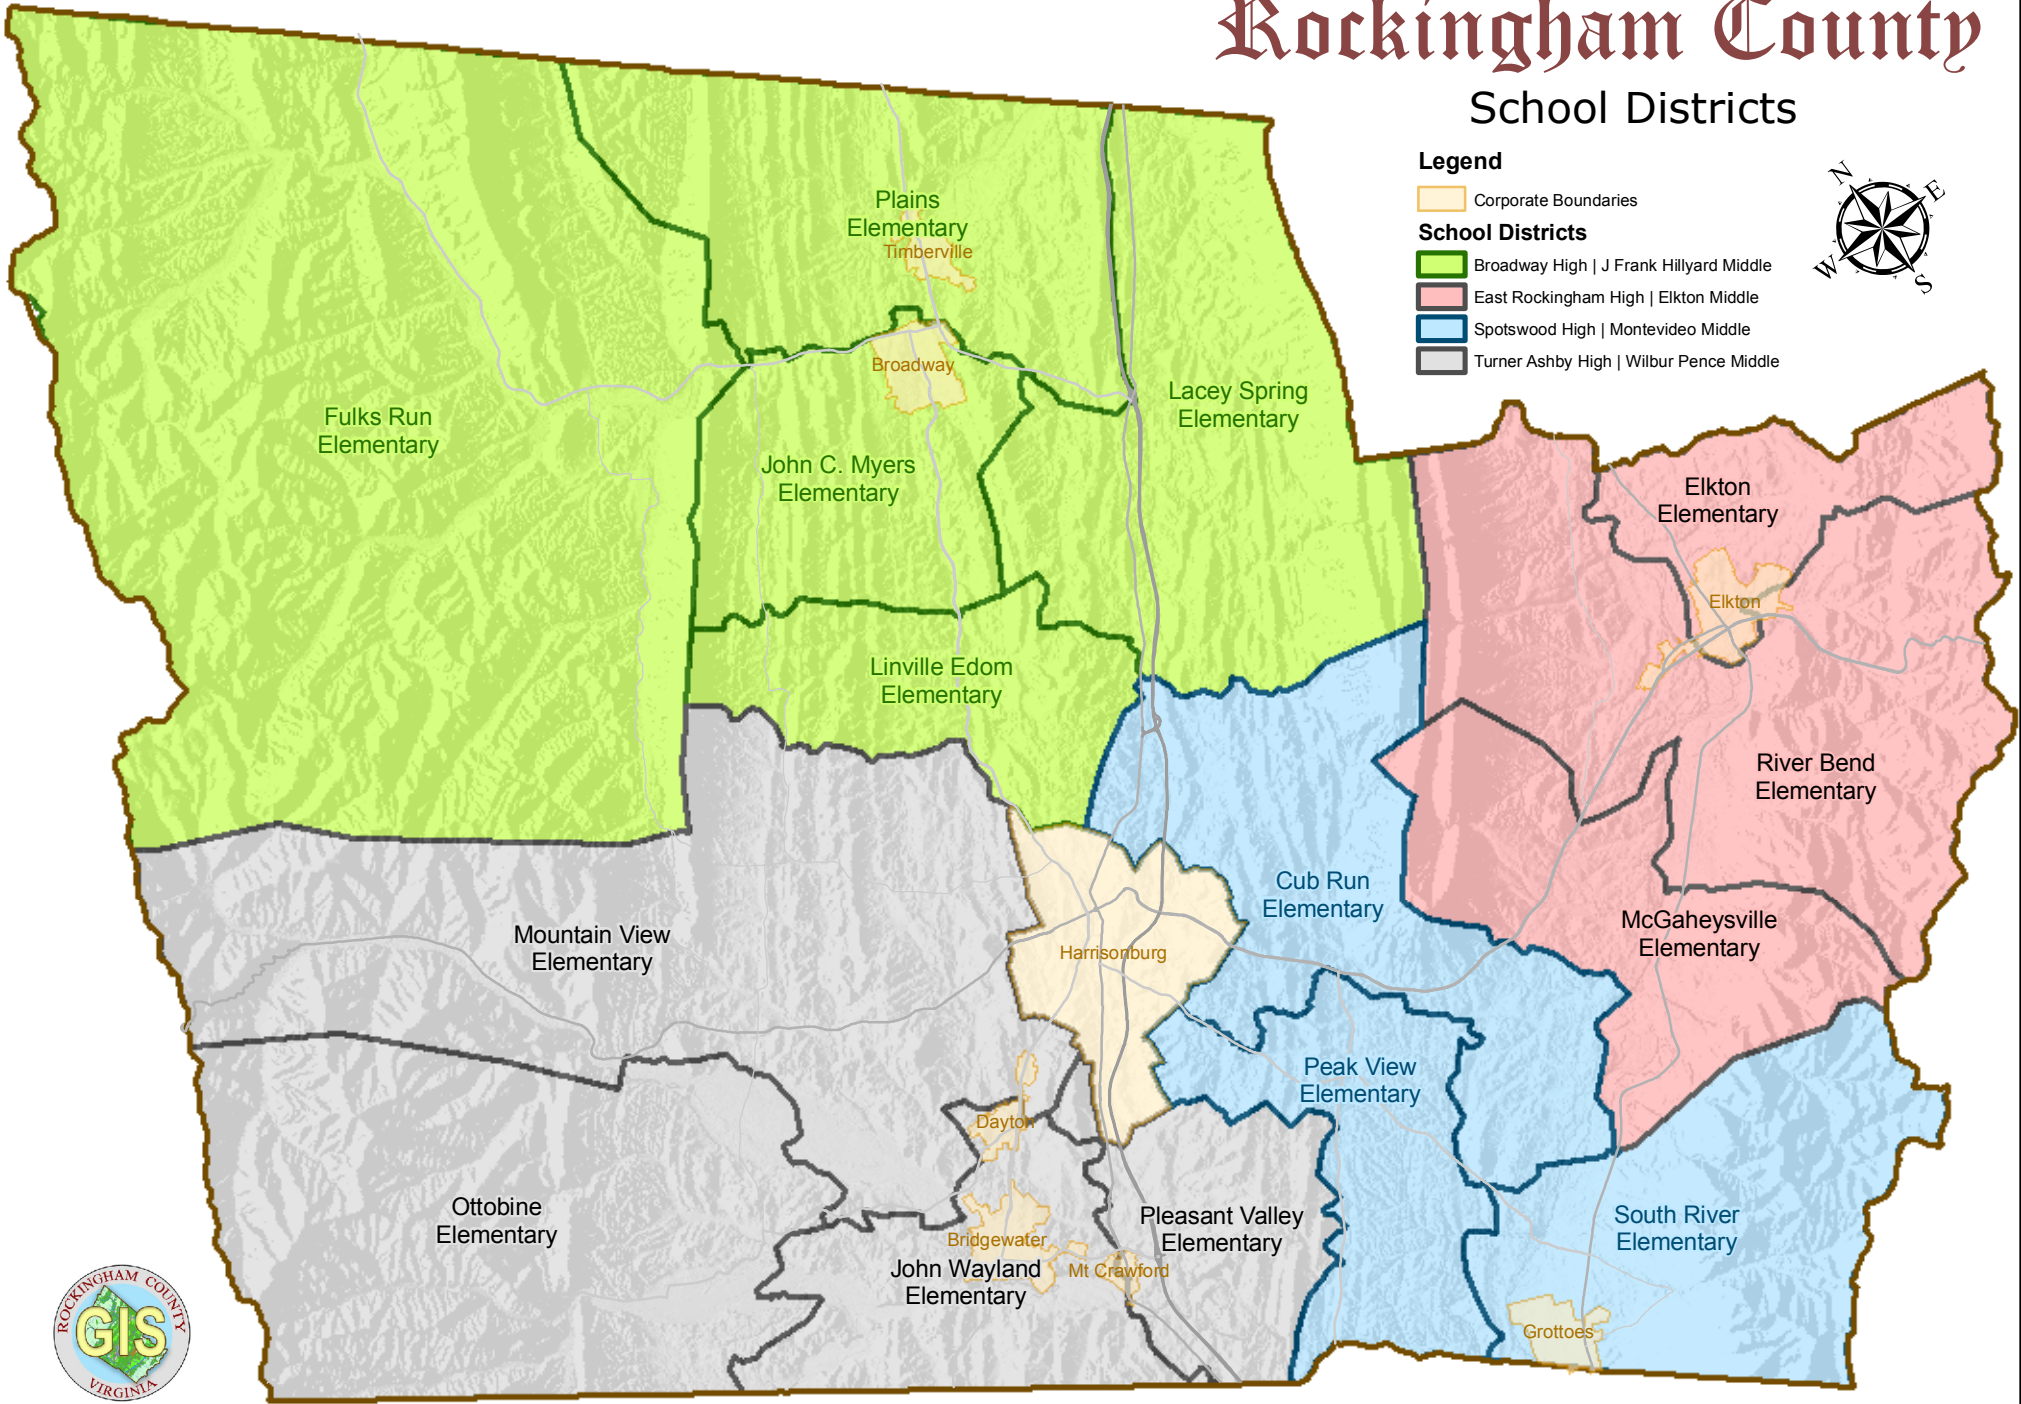 Rockingham County
School Districts
Legend
Corporate Boundaries
School Districts
Broadway High | J Frank Hillyard Middle
East Rockingham High | Elkton Middle
Spotswood High | Montevideo Middle
Turner Ashby High | Wilbur Pence Middle
N
E
W
S
Plains
Elementary
Timberville
Broadway
Fulks Run
Elementary
Lacey Spring
Elementary
John C. Myers
Elementary
Elkton
Elementary
Elkton
Linville Edom
Elementary
River Bend
Elementary
Cub Run
Elementary
McGaheysville
Elementary
Mountain View
Elementary
Harrisonburg
Peak View
Elementary
Dayton
Ottobine
Elementary
Pleasant Valley
Elementary
South River
Elementary
Bridgewater
John Wayland
Elementary
Mt Crawford
Grottoes
ROCKINGHAM COUNTY
GIS
VIRGINIA